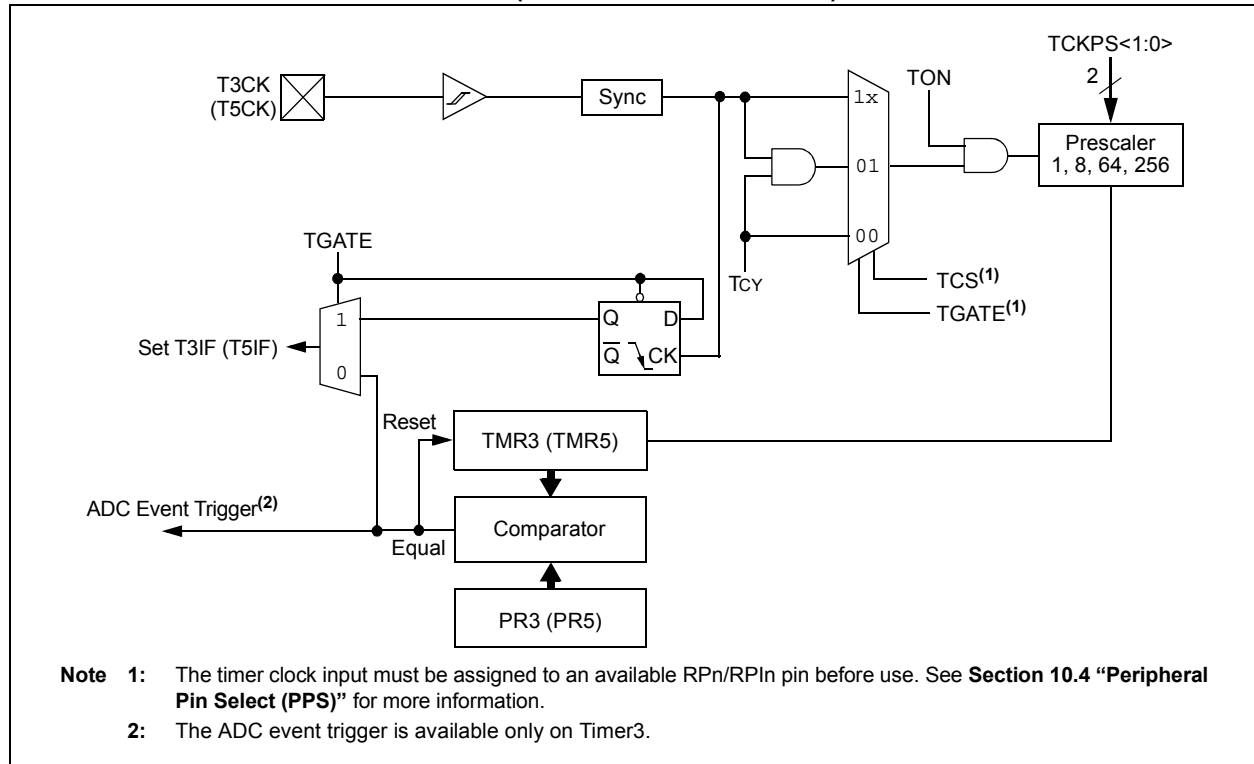 TCKPS<1:0>
2
T3CK
(T5CK)
Sync
1x
TON
Prescaler
1, 8, 64, 256
01
00
TGATE
TCY
TCS(1)
TGATE(1)
1
Q
D
Q
CK
Set T3IF (T5IF)
0
Reset
TMR3 (TMR5)
ADC Event Trigger(2)
Comparator
Equal
PR3 (PR5)
Note 1: The timer clock input must be assigned to an available RPn/RPIn pin before use. See Section 10.4 “Peripheral
Pin Select (PPS)” for more information.
2: The ADC event trigger is available only on Timer3.